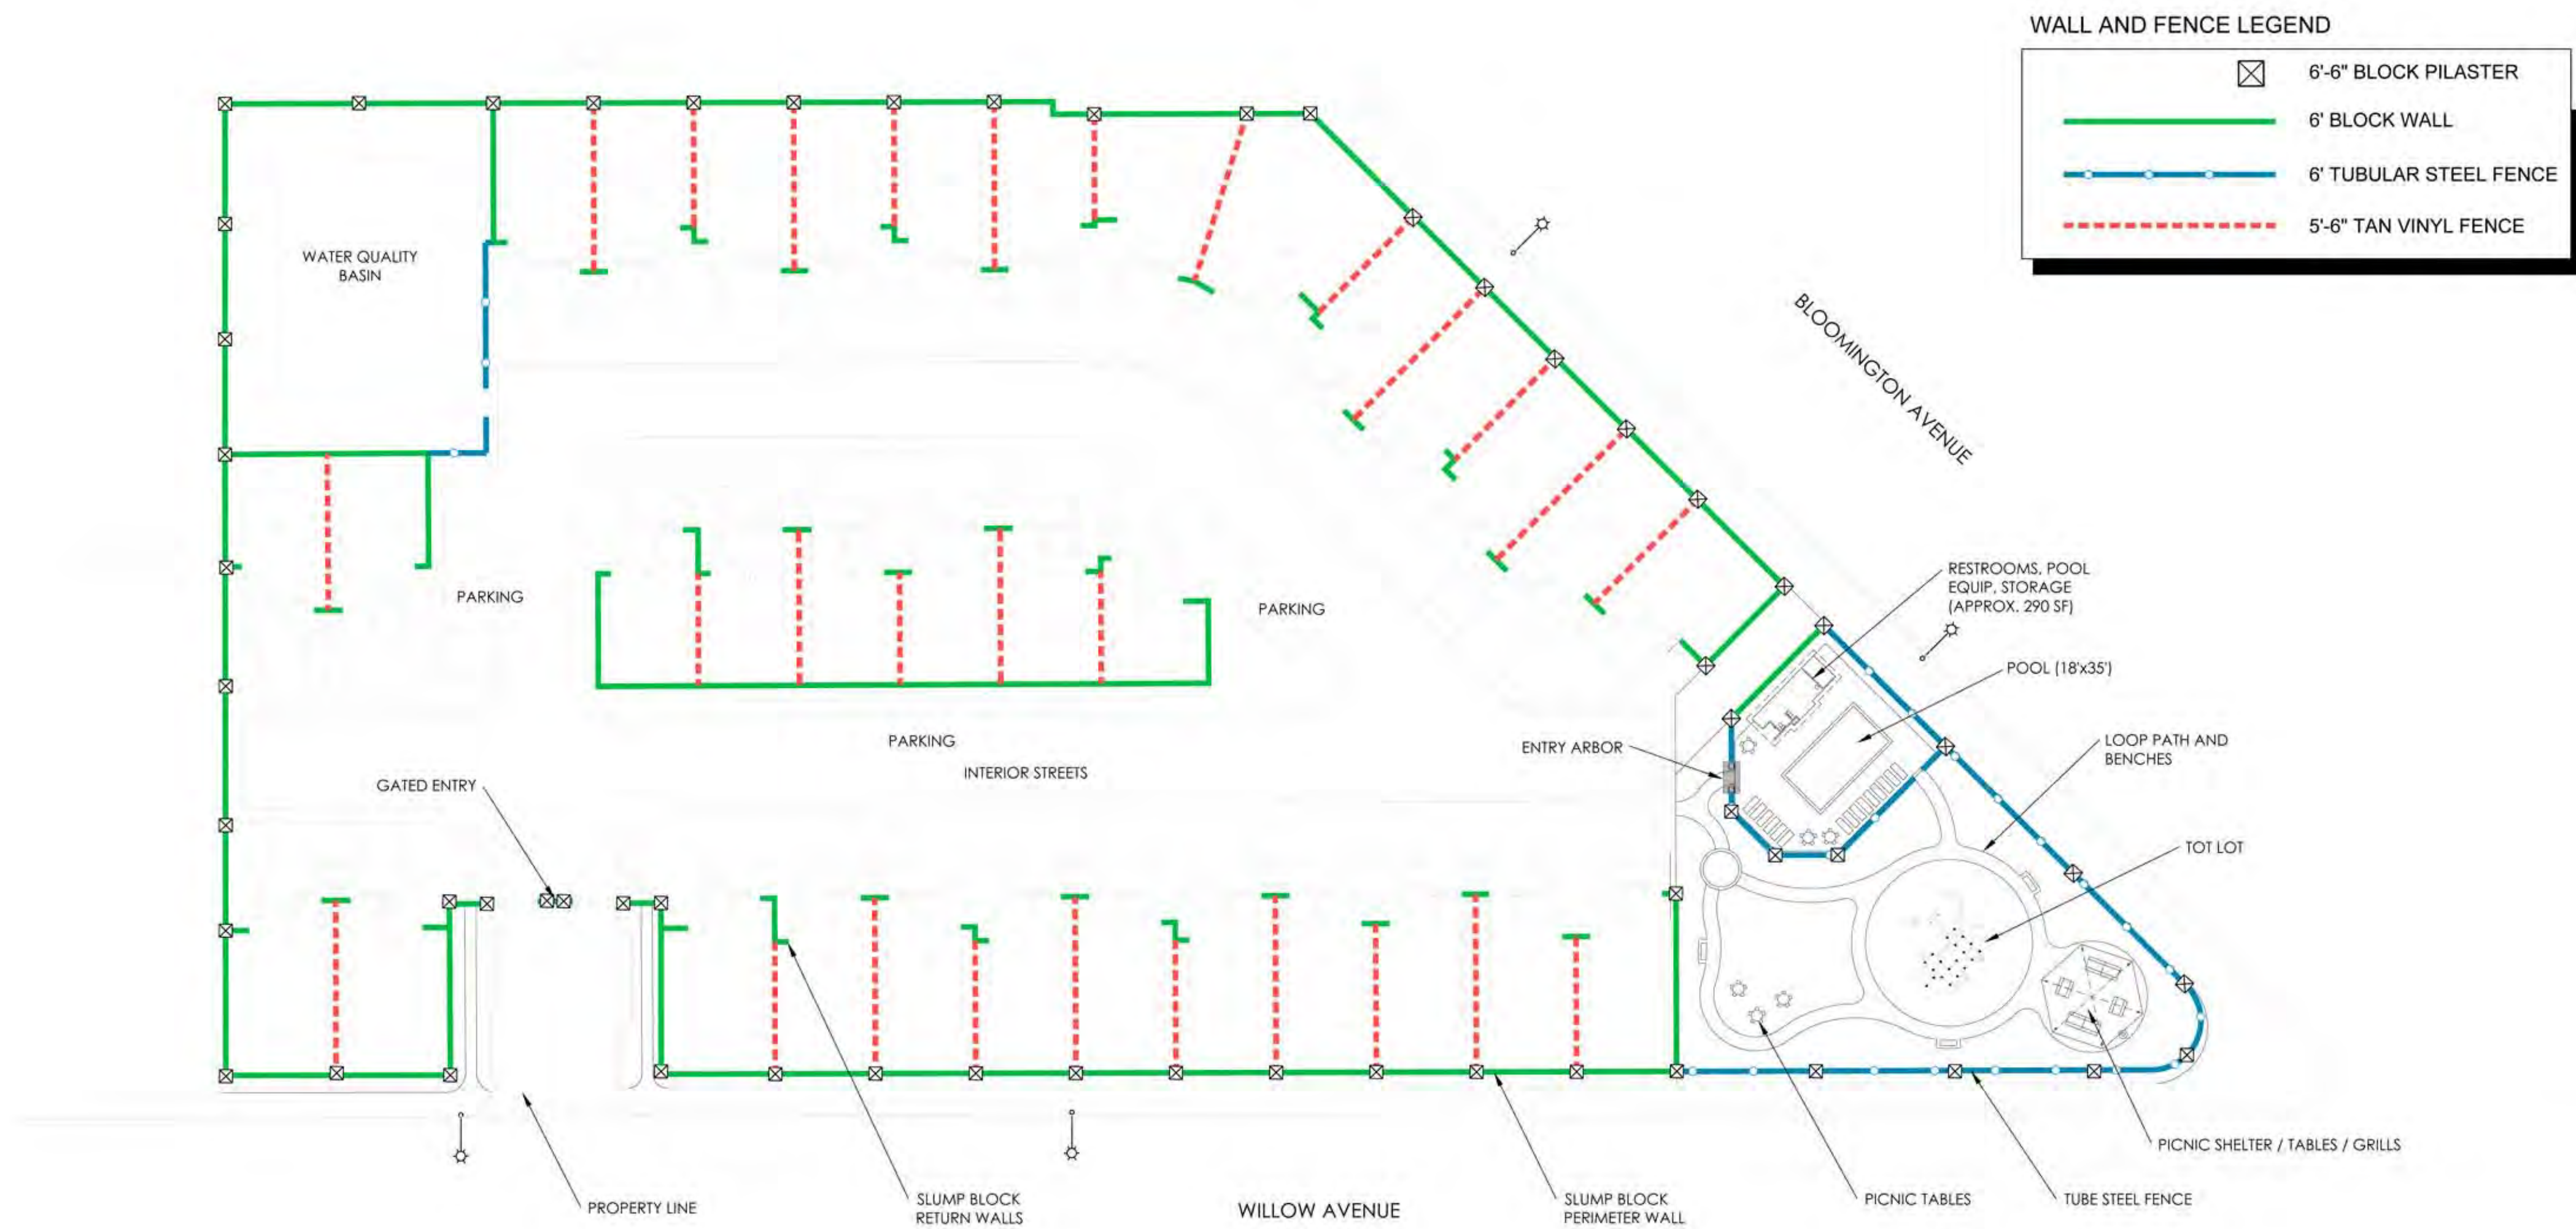 WALL AND FENCE LEGEND
6'-6" BLOCK PILASTER
6' BLOCK WALL
6' TUBULAR STEEL FENCE
5'-6" TAN VINYL FENCE
WATER QUALITY
BASIN
BLOOMINGTON AVENUE
PARKING
PARKING
RESTROOMS, POOL
EQUIP, STORAGE
(APPROX. 290 SF)
POOL (18'x35')
PARKING
INTERIOR STREETS
ENTRY ARBOR
LOOP PATH AND
BENCHES
GATED ENTRY
TOT LOT
PICNIC SHELTER / TABLES / GRILLS
PROPERTY LINE
SLUMP BLOCK
RETURN WALLS
WILLOW AVENUE
SLUMP BLOCK
PERIMETER WALL
PICNIC TABLES
TUBE STEEL FENCE